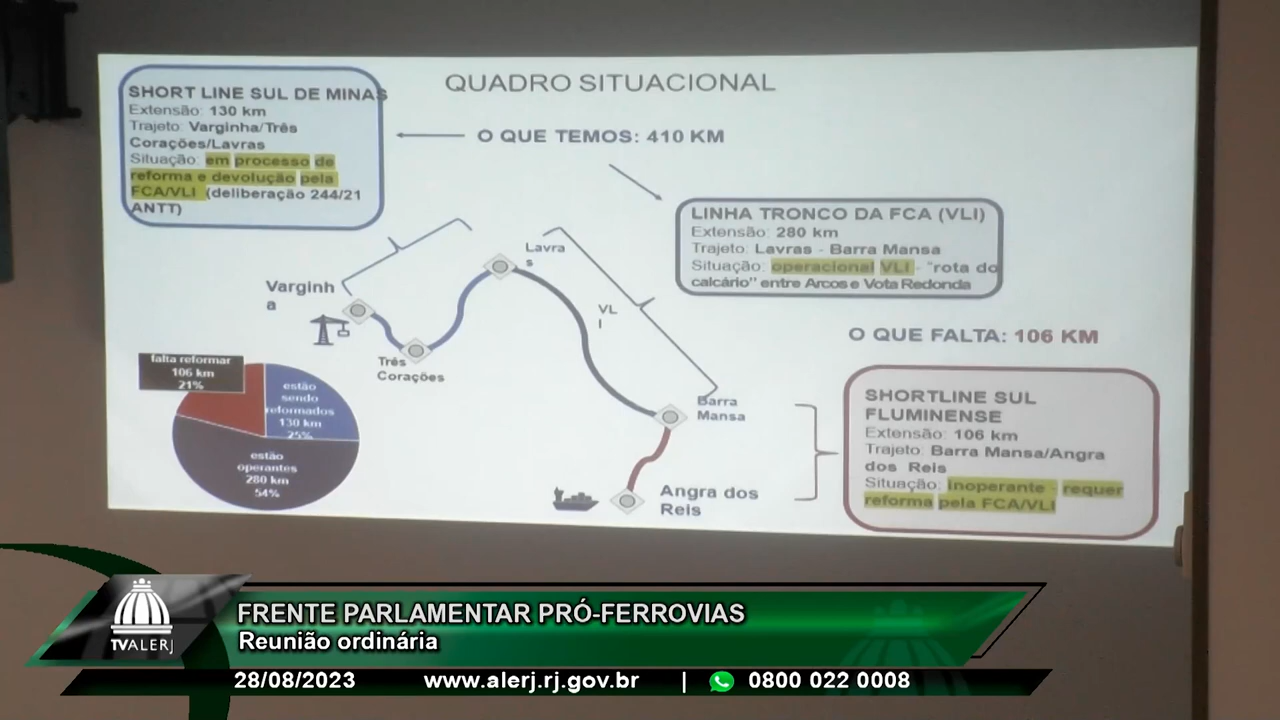 QUADRO SITUACIONAL
SHORT LINE SUL DE MINAS
Extensão: 130 km
Trajeto: Varginha/Três
Corações/Lavras
Situação: em processo de
reforma e devolução pela
FCA/VLI (deliberação 244/21
ANTT)
O QUE TEMOS: 410 KM
LINHA TRONCO DA FCA (VLI)
Extensão: 280 km
Trajeto: Lavras - Barra Mansa
Situação: operacional VLI - "rota do
calcário" entre Arcos e Vota Redonda
Lavra
s
Varginh
a
VL
I
Três
Corações
O QUE FALTA: 106 KM
falta reformar
106 km
21%
estão
sendo
reformados
130 km
25%
estão
operantes
280 km
54%
Barra
Mansa
Angra dos
Reis
SHORTLINE SUL
FLUMINENSE
Extensão: 106 km
Trajeto: Barra Mansa/Angra
dos Reis
Situação: inoperante - requer
reforma pela FCA/VLI
TVALERJ
FRENTE PARLAMENTAR PRÓ-FERROVIAS
Reunião ordinária
28/08/2023 www.alerj.rj.gov.br | 0800 022 0008